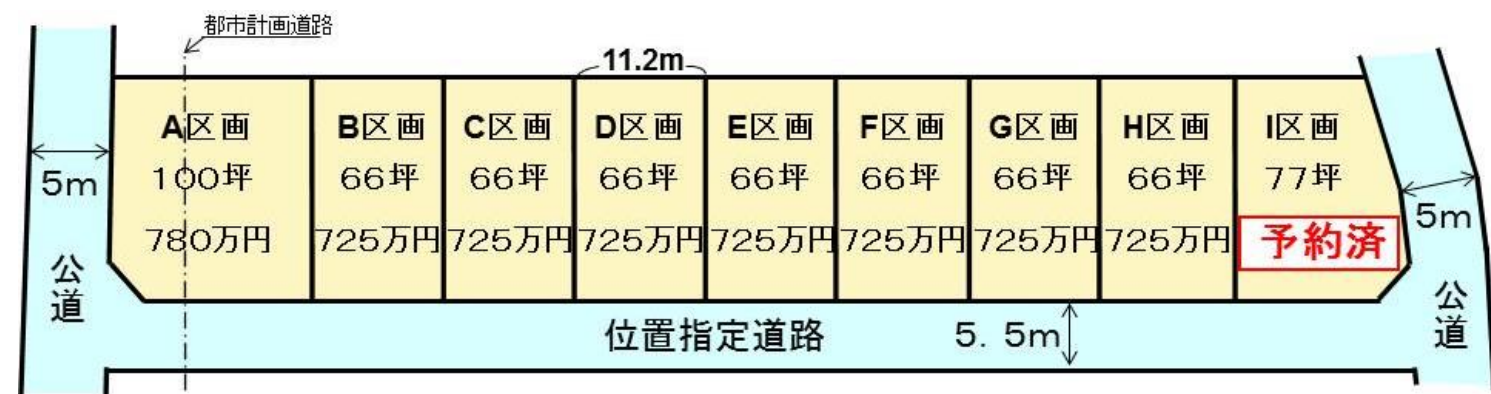 都市計画道路
11.2m
A区画
100坪
780万円
B区画
66坪
725万円
C区画
66坪
725万円
D区画
66坪
725万円
E区画
66坪
725万円
F区画
66坪
725万円
G区画
66坪
725万円
H区画
66坪
725万円
I区画
77坪
予約済
5m
公道
位置指定道路
5.5m
5m
公道